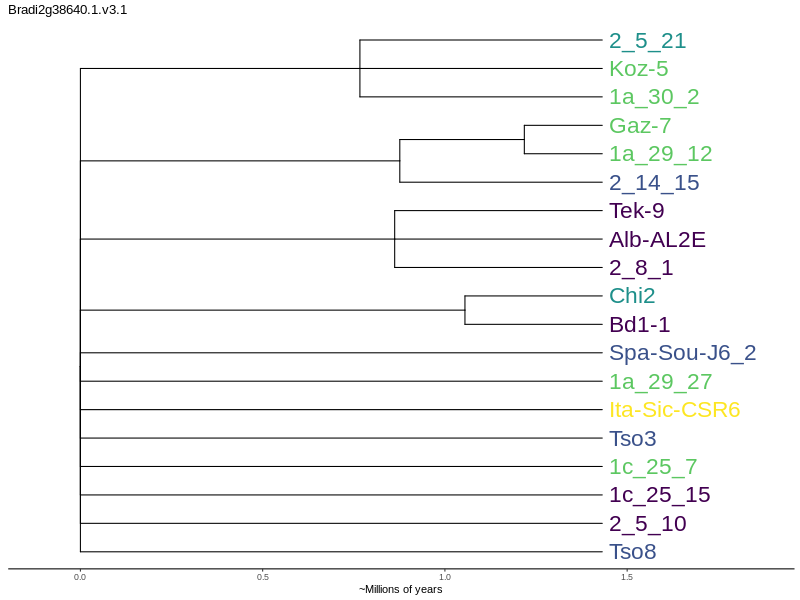 Bradi2g38640.1.v3.1
2_5_21
Koz-5
1a_30_2
Gaz-7
1a_29_12
2_14_15
Tek-9
Alb-AL2E
2_8_1
Chi2
Bd1-1
Spa-Sou-J6_2
1a_29_27
Ita-Sic-CSR6
Tso3
1c_25_7
1c_25_15
2_5_10
Tso8
0.0 0.5 1.0 1.5
~Millions of years